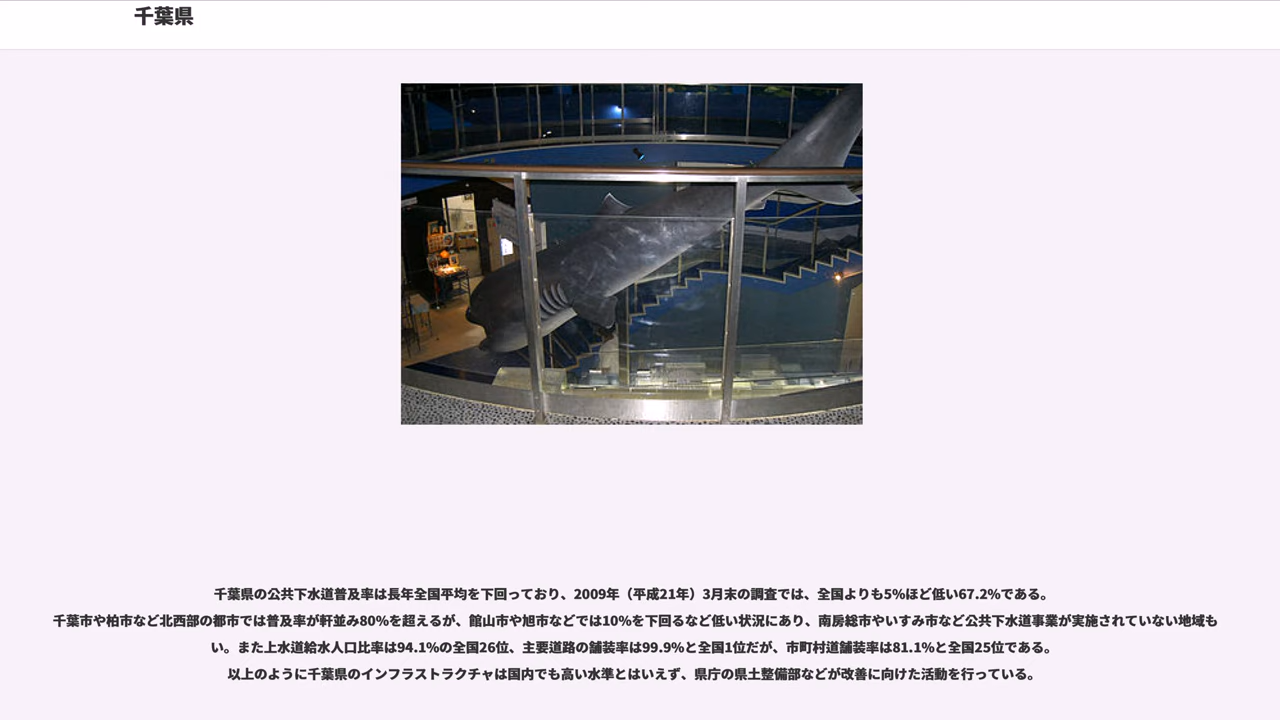 千葉県
千葉県の公共下水道普及率は長年全国平均を下回っており、2009年（平成21年）3月末の調査では、全国よりも5%ほど低い67.2%である。
千葉市や柏市など北西部の都市では普及率が軒並み80%を超えるが、館山市や旭市などでは10%を下回るなど低い状況にあり、南房総市やいすみ市など公共下水道事業が実施されていない地域も
い。また上水道給水人口比率は94.1%の全国26位、主要道路の舗装率は99.9%と全国1位だが、市町村道舗装率は81.1%と全国25位である。
以上のように千葉県のインフラストラクチャは国内でも高い水準とはいえず、県庁の県土整備部などが改善に向けた活動を行っている。